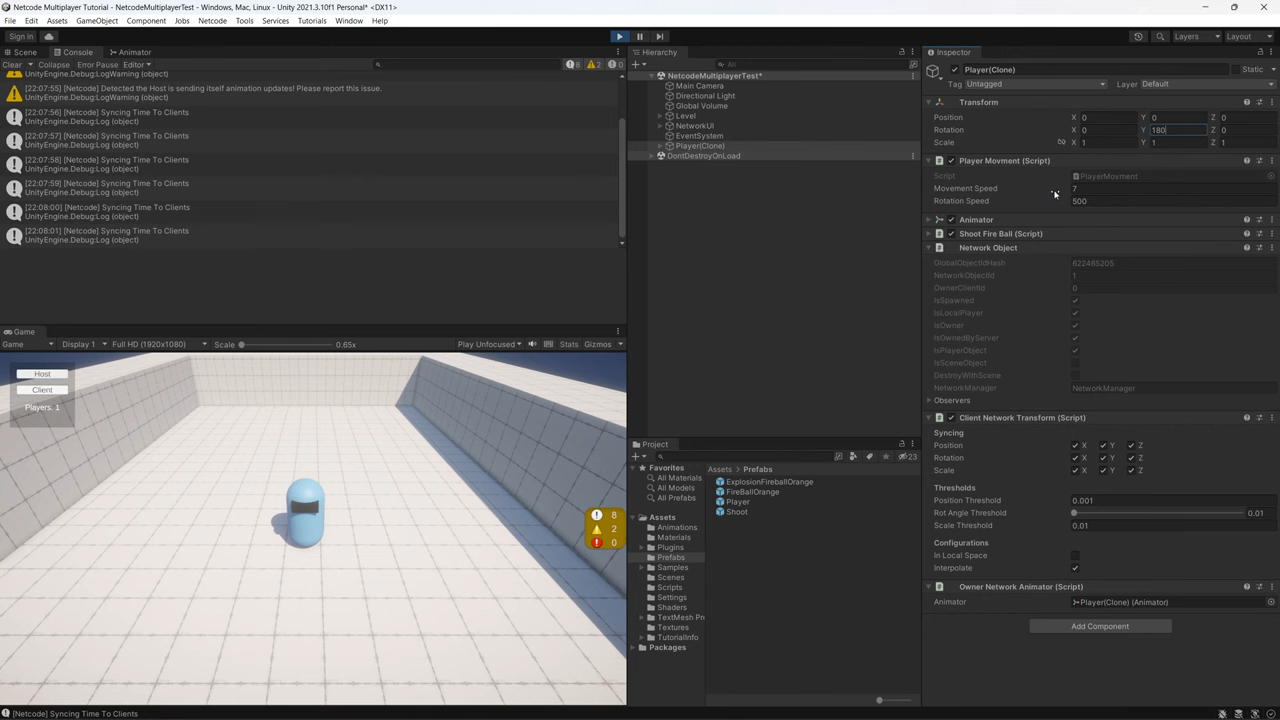 Netcode Multiplayer Tutorial - NetcodeMultiplayerTest - Windows, Mac, Linux - Unity 2021.3.10f1 Personal* <DX11>
File Edit Assets GameObject Component Jobs Netcode Tools Services Tutorials Window Help
Sign in
Layers Layout
Scene Console Animator
Clear Collapse Error Pause Editor
8 2 0
UnityEngine.Debug:LogWarning (object)
[22:07:55] [Netcode] Detected the Host is sending itself animation updates! Please report this issue.
UnityEngine.Debug:LogWarning (object)
[22:07:56] [Netcode] Syncing Time To Clients
UnityEngine.Debug:Log (object)
[22:07:57] [Netcode] Syncing Time To Clients
UnityEngine.Debug:Log (object)
[22:07:58] [Netcode] Syncing Time To Clients
UnityEngine.Debug:Log (object)
[22:07:59] [Netcode] Syncing Time To Clients
UnityEngine.Debug:Log (object)
[22:08:00] [Netcode] Syncing Time To Clients
UnityEngine.Debug:Log (object)
[22:08:01] [Netcode] Syncing Time To Clients
UnityEngine.Debug:Log (object)
Game
Game Display 1 Full HD (1920x1080) Scale 0.65x Play Unfocused Stats Gizmos
Host
Client
Players: 1
8
2
0
[Netcode] Syncing Time To Clients
Hierarchy
All
NetcodeMultiplayerTest*
Main Camera
Directional Light
Global Volume
Level
NetworkUI
EventSystem
Player(Clone)
DontDestroyOnLoad
Project
23
Favorites
All Materials
All Models
All Prefabs
Assets
Animations
Materials
Plugins
Prefabs
Samples
Scenes
Scripts
Settings
Shaders
TextMesh Pr
Textures
TutorialInfo
Packages
Assets > Prefabs
ExplosionFireballOrange
FireBallOrange
Player
Shoot
Inspector
Player(Clone) Static
Tag Untagged Layer Default
Transform
Position X 0 Y 0 Z 0
Rotation X 0 Y 180 Z 0
Scale X 1 Y 1 Z 1
Player Movment (Script)
Script PlayerMovment
Movement Speed 7
Rotation Speed 500
Animator
Shoot Fire Ball (Script)
Network Object
GlobalObjectIdHash 622465205
NetworkObjectId 1
OwnerClientId 0
IsSpawned
IsLocalPlayer
IsOwner
IsOwnedByServer
IsPlayerObject
IsSceneObject
DestroyWithScene
NetworkManager NetworkManager
Observers
Client Network Transform (Script)
Syncing
Position X Y Z
Rotation X Y Z
Scale X Y Z
Thresholds
Position Threshold 0.001
Rot Angle Threshold 0.01
Scale Threshold 0.01
Configurations
In Local Space
Interpolate
Owner Network Animator (Script)
Animator Player(Clone) (Animator)
Add Component